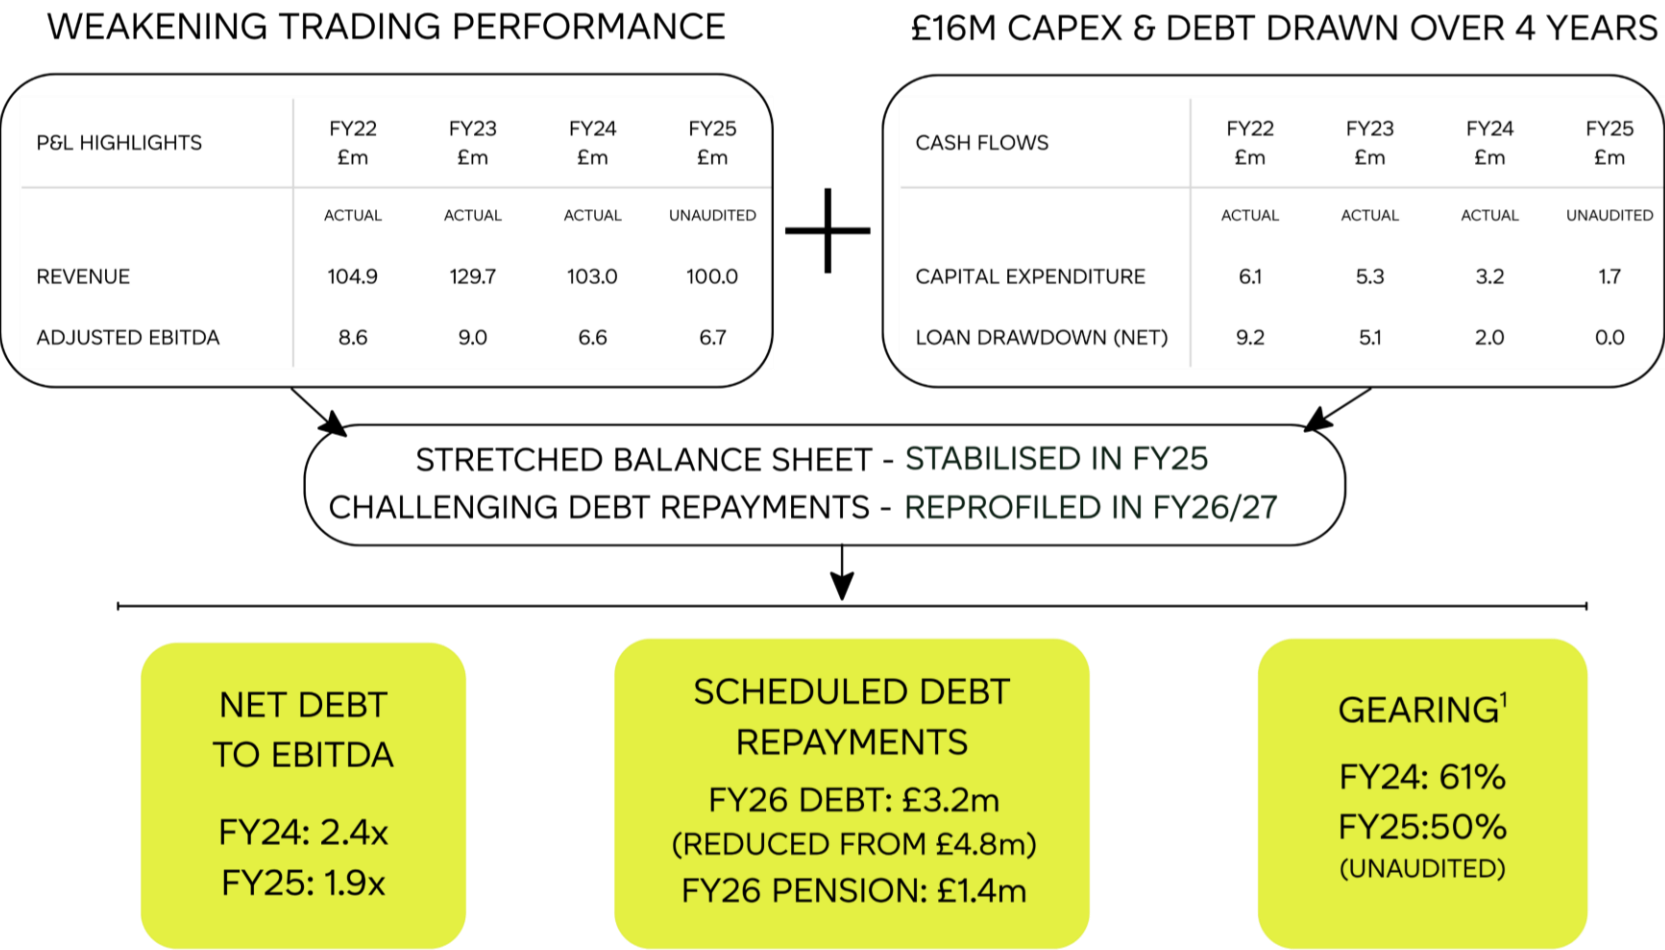 WEAKENING TRADING PERFORMANCE
P&L HIGHLIGHTS FY22 £m FY23 £m FY24 £m FY25 £m
ACTUAL ACTUAL ACTUAL UNAUDITED
REVENUE 104.9 129.7 103.0 100.0
ADJUSTED EBITDA 8.6 9.0 6.6 6.7
£16M CAPEX & DEBT DRAWN OVER 4 YEARS
CASH FLOWS FY22 £m FY23 £m FY24 £m FY25 £m
ACTUAL ACTUAL ACTUAL UNAUDITED
CAPITAL EXPENDITURE 6.1 5.3 3.2 1.7
LOAN DRAWDOWN (NET) 9.2 5.1 2.0 0.0
STRETCHED BALANCE SHEET - STABILISED IN FY25
CHALLENGING DEBT REPAYMENTS - REPROFILED IN FY26/27
NET DEBT
TO EBITDA
FY24: 2.4x
FY25: 1.9x
SCHEDULED DEBT
REPAYMENTS
FY26 DEBT: £3.2m
(REDUCED FROM £4.8m)
FY26 PENSION: £1.4m
GEARING¹
FY24: 61%
FY25:50%
(UNAUDITED)